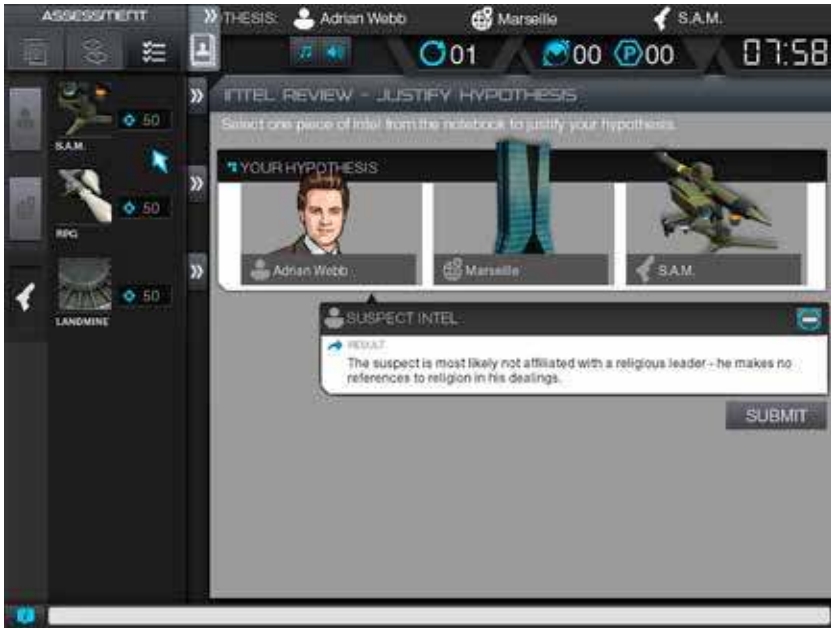 ASSESSMENT
THESIS: Adrian Webb Marseille S.A.M.
01 00 P 00 07:58
INTEL REVIEW - JUSTIFY HYPOTHESIS
Select one piece of intel from the notebook to justify your hypothesis.
50
S.A.M.
50
RPG
50
LANDMINE
YOUR HYPOTHESIS
Adrian Webb Marseille S.A.M.
SUSPECT INTEL
RESULT
The suspect is most likely not affiliated with a religious leader - he makes no
references to religion in his dealings.
SUBMIT